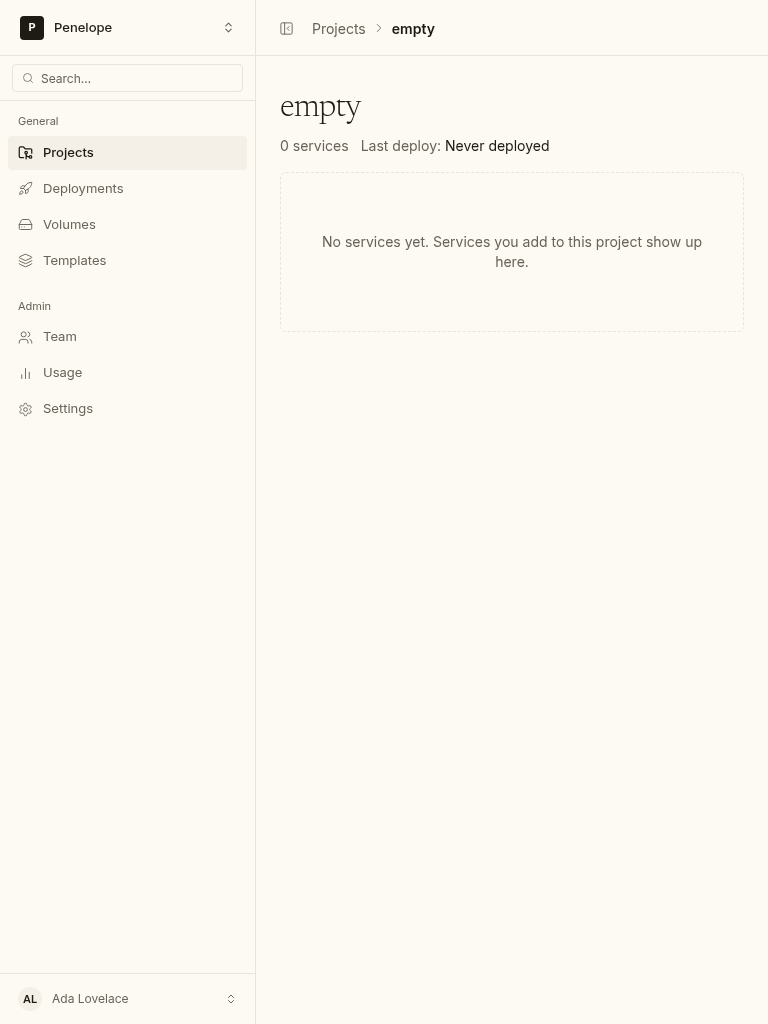 P Penelope
Search...
General
Projects
Deployments
Volumes
Templates
Admin
Team
Usage
Settings
AL Ada Lovelace
Projects > empty
empty
0 services Last deploy: Never deployed
No services yet. Services you add to this project show up
here.